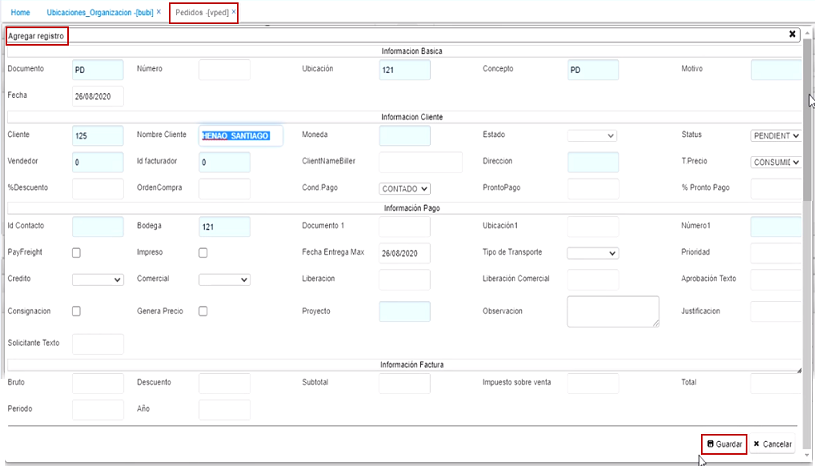 Home Ubicaciones_Organizacion -[bubi] × Pedidos -[vped] ×
Agregar registro ✖
Informacion Basica
Documento PD Número Ubicación 121 Concepto PD Motivo
Fecha 26/08/2020
Informacion Cliente
Cliente 125 Nombre Cliente HENAO SANTIAGO Moneda Estado Status PENDIENT
Vendedor 0 Id facturador 0 ClientNameBiller Direccion T Precio CONSUMID
%Descuento OrdenCompra Cond Pago CONTADO ProntoPago % Pronto Pago
Información Pago
Id Contacto Bodega 121 Documento 1 Ubicación1 Número1
PayFreight Impreso Fecha Entrega Max 26/08/2020 Tipo de Transporte Prioridad
Credito Comercial Liberacion Liberación Comercial Aprobación Texto
Consignacion Genera Precio Proyecto Observacion Justificacion
Solicitante Texto
Información Factura
Bruto Descuento Subtotal Impuesto sobre venta Total
Periodo Año
Guardar ✖ Cancelar